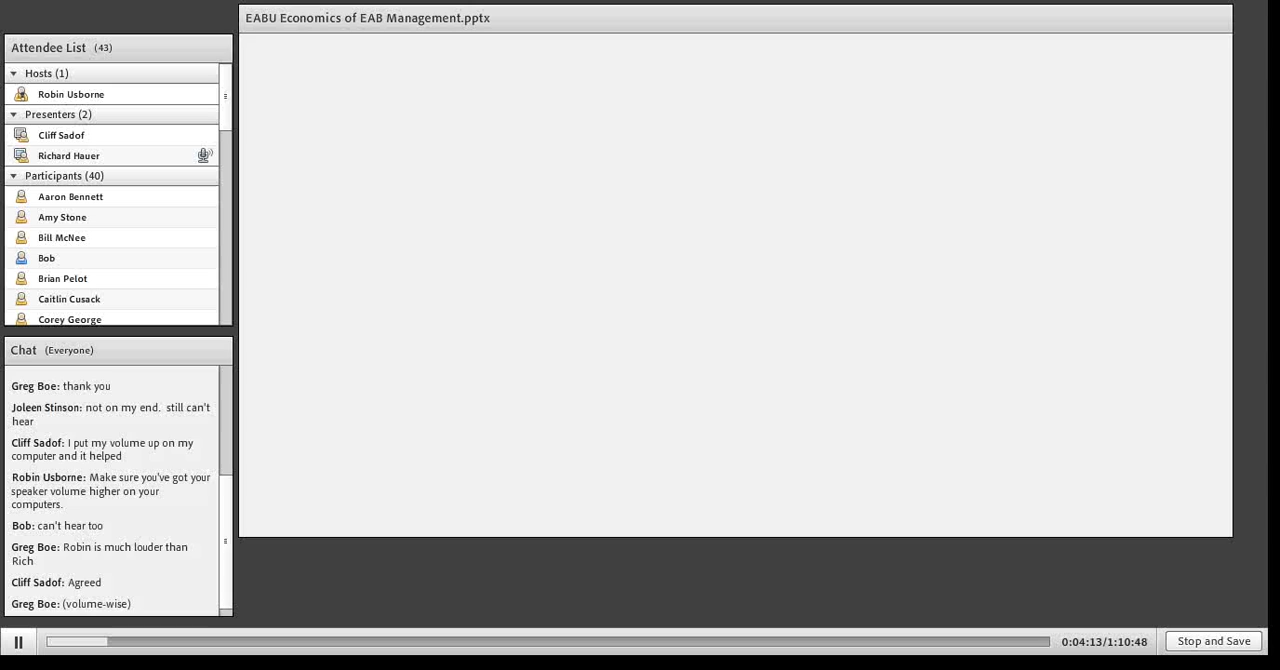 EABU Economics of EAB Management.pptx
Attendee List (43)
Hosts (1)
Robin Usborne
Presenters (2)
Cliff Sadof
Richard Hauer
Participants (40)
Aaron Bennett
Amy Stone
Bill McNee
Bob
Brian Pelot
Caitlin Cusack
Corey George
Chat (Everyone)
Greg Boe: thank you
Joleen Stinson: not on my end. still can't
hear
Cliff Sadof: I put my volume up on my
computer and it helped
Robin Usborne: Make sure you've got your
speaker volume higher on your
computers.
Bob: can't hear too
Greg Boe: Robin is much louder than
Rich
Cliff Sadof: Agreed
Greg Boe: (volume-wise)
0:04:13/1:10:48
Stop and Save